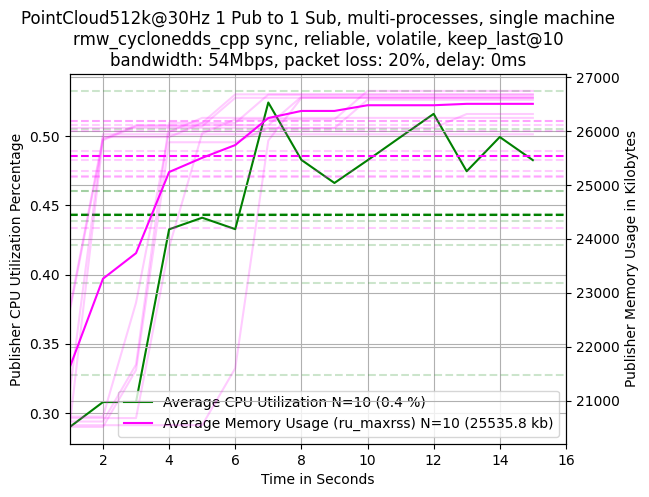 PointCloud512k@30Hz 1 Pub to 1 Sub, multi-processes, single machine
rmw_cyclonedds_cpp sync, reliable, volatile, keep_last@10
bandwidth: 54Mbps, packet loss: 20%, delay: 0ms
Publisher CPU Utilization Percentage
0.50
0.45
0.40
0.35
0.30
27000
26000
25000
24000
23000
22000
21000
Publisher Memory Usage in Kilobytes
Average CPU Utilization N=10 (0.4 %)
Average Memory Usage (ru_maxrss) N=10 (25535.8 kb)
2 4 6 8 10 12 14 16
Time in Seconds